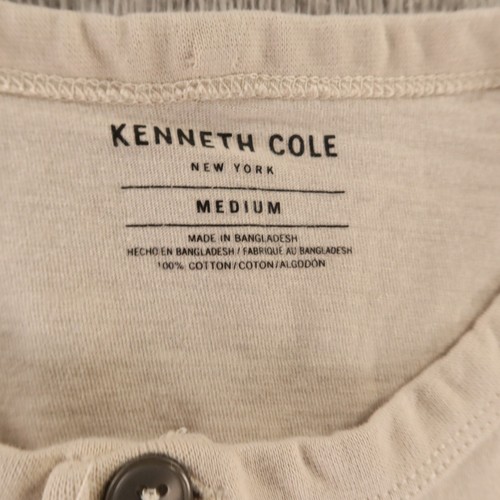 KENNETH COLE
NEW YORK
MEDIUM
MADE IN BANGLADESH
HECHO EN BANGLADESH / FABRIQUÉ AU BANGLADESH
100% COTTON/COTON/ALGODÓN